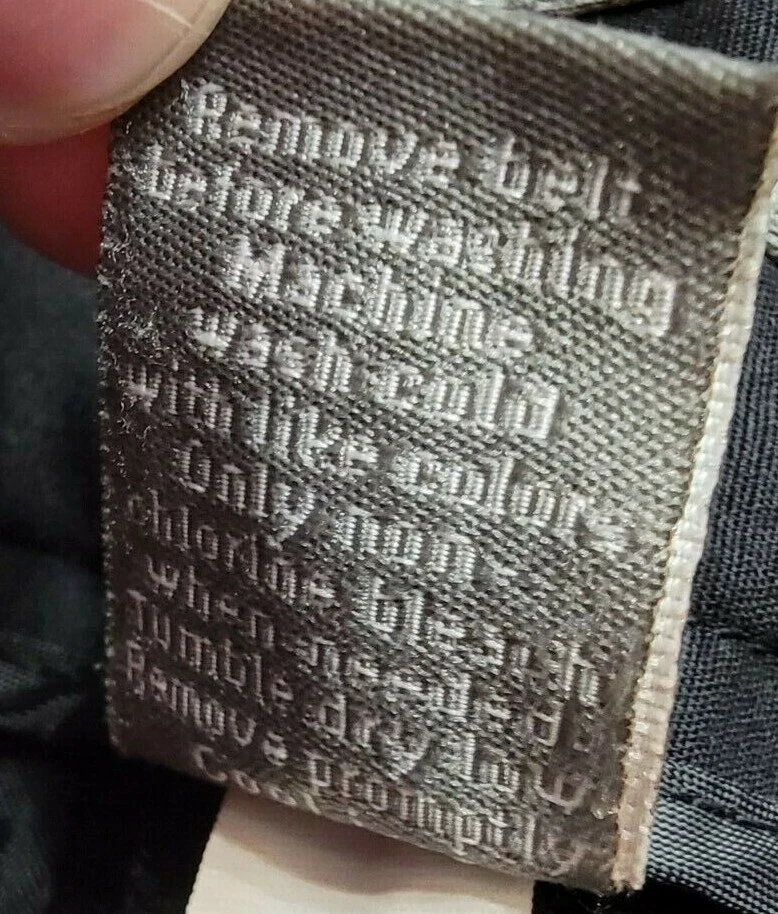 Remove belt
before washing
Machine
wash cold
with like colors
Only non-
chlorine bleach
when needed.
Tumble dry low
Remove promptly